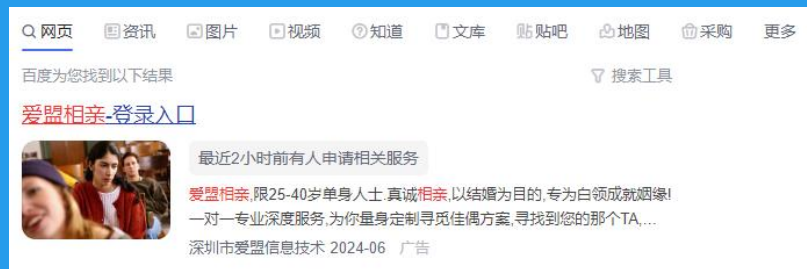 网页 资讯 图片 视频 知道 文库 贴吧 地图 采购 更多
百度为您找到以下结果 搜索工具
爱盟相亲-登录入口
最近2小时前有人申请相关服务
爱盟相亲,限25-40岁单身人士.真诚相亲,以结婚为目的,专为白领成就姻缘!
一对一专业深度服务,为你量身定制寻觅佳偶方案,寻找到您的那个TA,...
深圳市爱盟信息技术 2024-06 广告